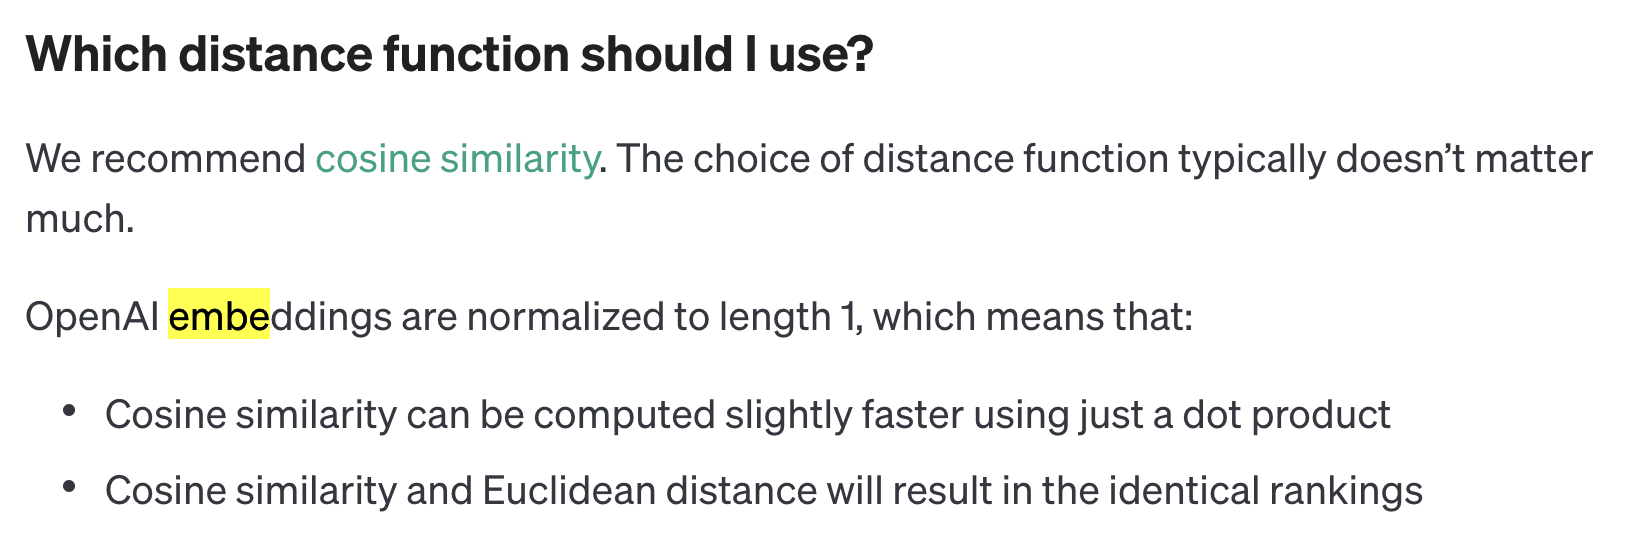 Which distance function should I use?
We recommend cosine similarity. The choice of distance function typically doesn’t matter
much.
OpenAI embeddings are normalized to length 1, which means that:
• Cosine similarity can be computed slightly faster using just a dot product
• Cosine similarity and Euclidean distance will result in the identical rankings